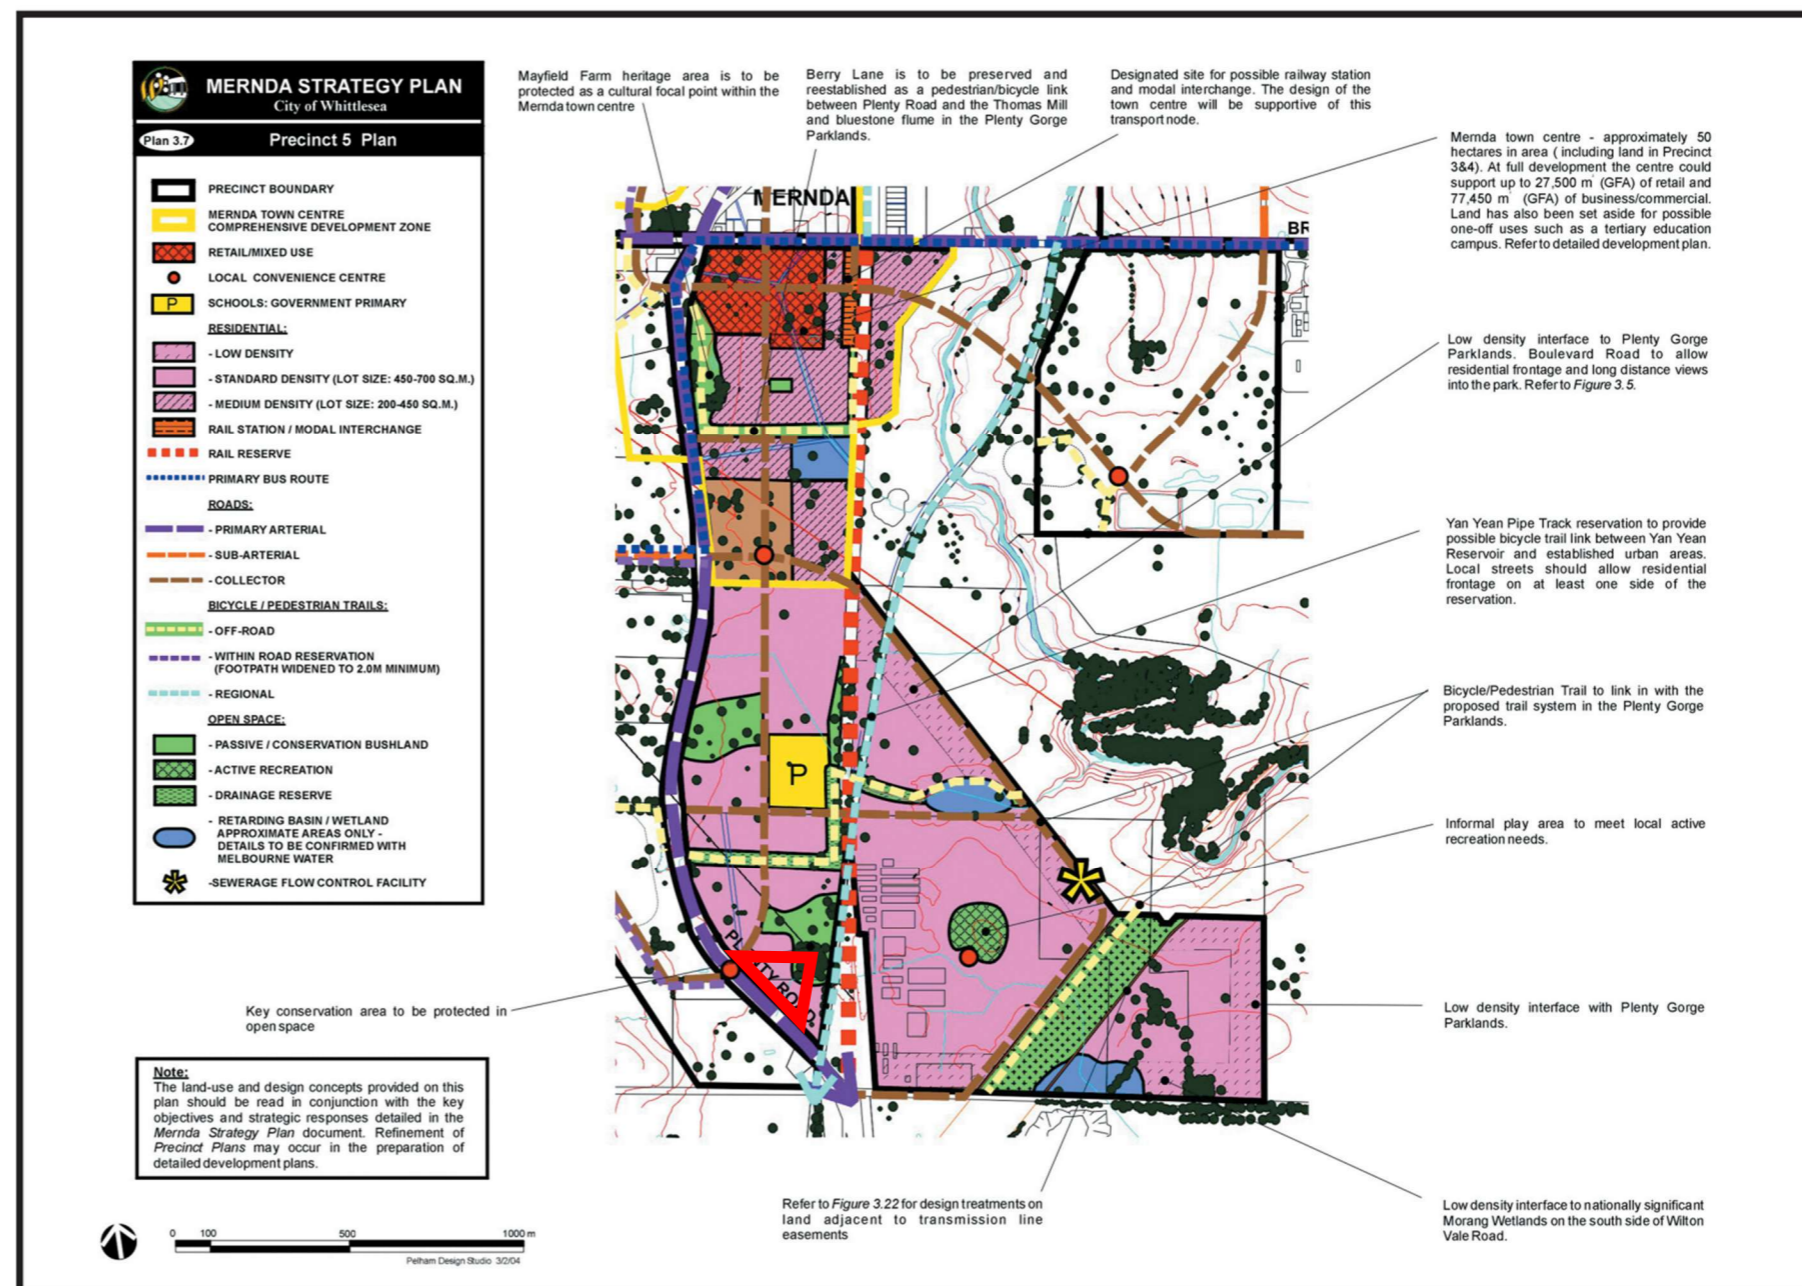 MERNDA STRATEGY PLAN
City of Whittlesea
Plan 3.7
Precinct 5 Plan
PRECINCT BOUNDARY
MERNDA TOWN CENTRE
COMPREHENSIVE DEVELOPMENT ZONE
RETAIL/MIXED USE
LOCAL CONVENIENCE CENTRE
P
SCHOOLS: GOVERNMENT PRIMARY
RESIDENTIAL:
- LOW DENSITY
- STANDARD DENSITY (LOT SIZE: 450-700 SQ.M.)
- MEDIUM DENSITY (LOT SIZE: 200-450 SQ.M.)
RAIL STATION / MODAL INTERCHANGE
RAIL RESERVE
PRIMARY BUS ROUTE
ROADS:
- PRIMARY ARTERIAL
- SUB-ARTERIAL
- COLLECTOR
BICYCLE / PEDESTRIAN TRAILS:
- OFF-ROAD
- WITHIN ROAD RESERVATION
(FOOTPATH WIDENED TO 2.0M MINIMUM)
- REGIONAL
OPEN SPACE:
- PASSIVE / CONSERVATION BUSHLAND
- ACTIVE RECREATION
- DRAINAGE RESERVE
- RETARDING BASIN / WETLAND
APPROXIMATE AREAS ONLY -
DETAILS TO BE CONFIRMED WITH
MELBOURNE WATER
-SEWERAGE FLOW CONTROL FACILITY
Mayfield Farm heritage area is to be
protected as a cultural focal point within the
Mernda town centre
Berry Lane is to be preserved and
reestablished as a pedestrian/bicycle link
between Plenty Road and the Thomas Mill
and bluestone flume in the Plenty Gorge
Parklands.
Designated site for possible railway station
and modal interchange. The design of the
town centre will be supportive of this
transport node.
Mernda town centre - approximately 50
hectares in area ( including land in Precinct
3&4). At full development the centre could
support up to 27,500 m (GFA) of retail and
77,450 m (GFA) of business/commercial.
Land has also been set aside for possible
one-off uses such as a tertiary education
campus. Refer to detailed development plan.
MERNDA
BR
Low density interface to Plenty Gorge
Parklands. Boulevard Road to allow
residential frontage and long distance views
into the park. Refer to Figure 3.5.
Yan Yean Pipe Track reservation to provide
possible bicycle trail link between Yan Yean
Reservoir and established urban areas.
Local streets should allow residential
frontage on at least one side of the
reservation.
Bicycle/Pedestrian Trail to link in with the
proposed trail system in the Plenty Gorge
Parklands.
P
Informal play area to meet local active
recreation needs.
PLENTY ROAD
Low density interface with Plenty Gorge
Parklands.
Key conservation area to be protected in
open space
Note:
The land-use and design concepts provided on this
plan should be read in conjunction with the key
objectives and strategic responses detailed in the
Mernda Strategy Plan document. Refinement of
Precinct Plans may occur in the preparation of
detailed development plans.
Refer to Figure 3.22 for design treatments on
land adjacent to transmission line
easements
Low density interface to nationally significant
Morang Wetlands on the south side of Wilton
Vale Road.
0 100 500 1000 m
Pelham Design Studio 3/2/04